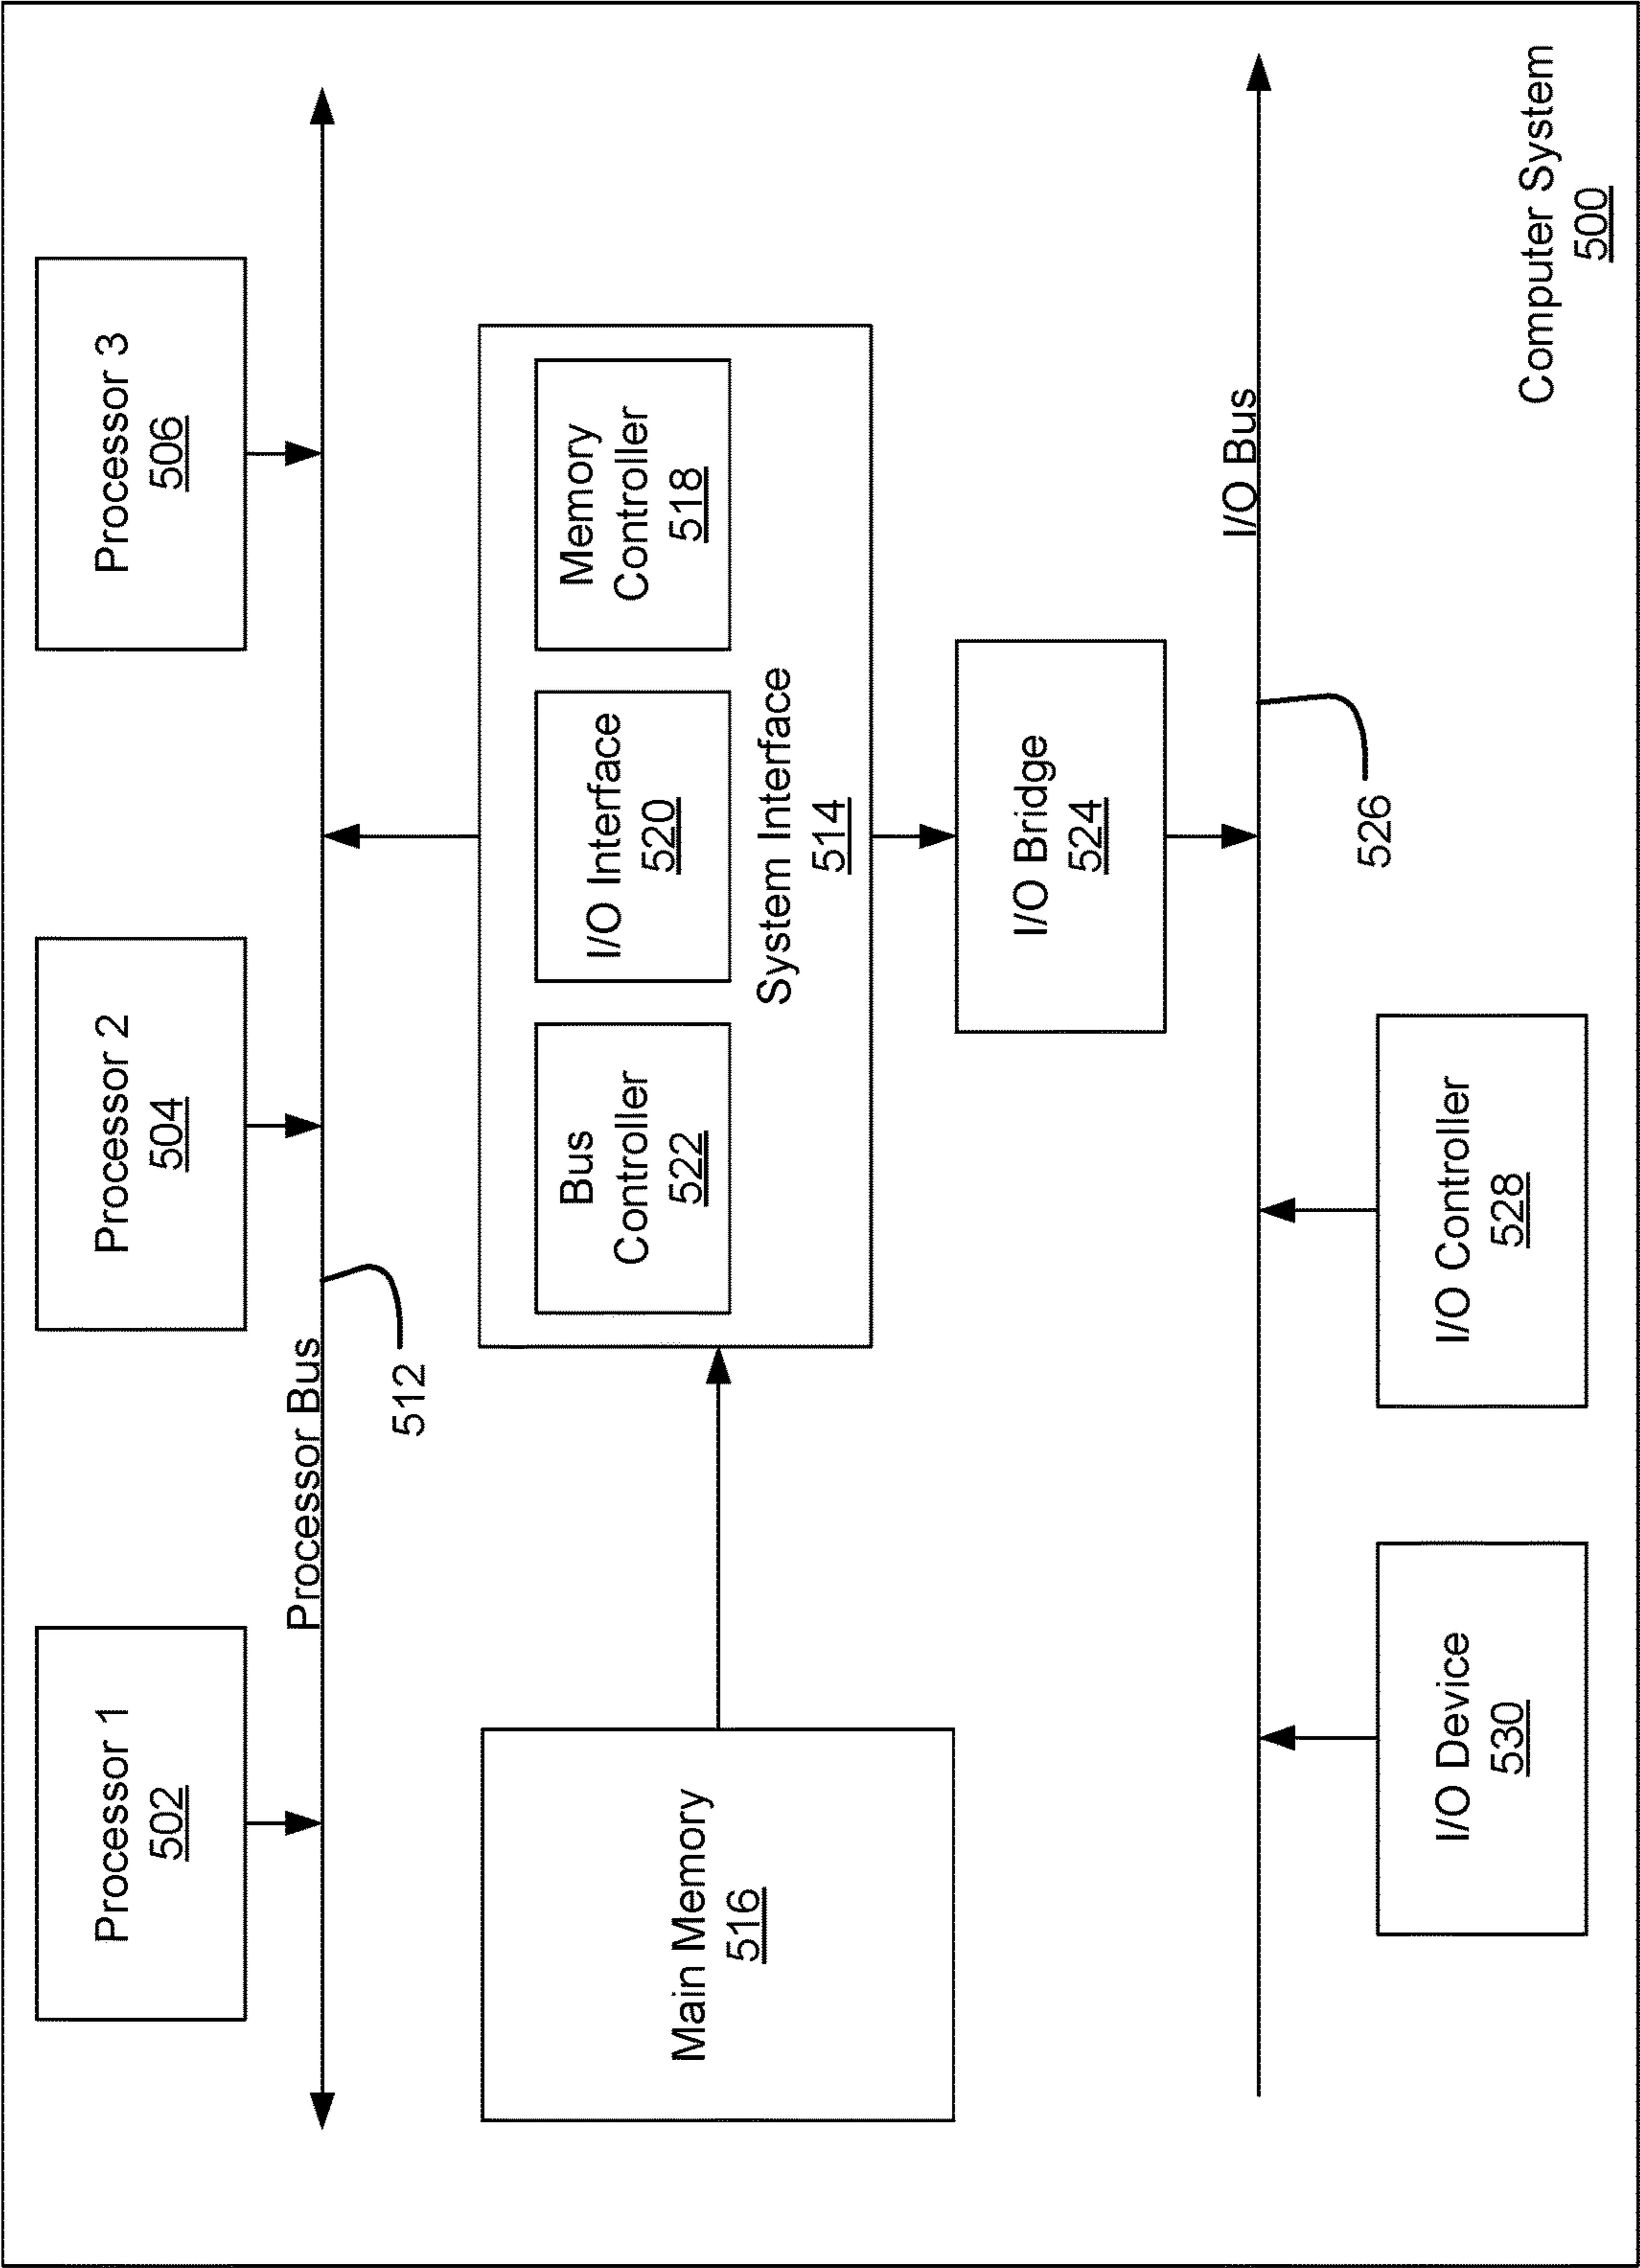 Processor 1
502
Processor 2
504
Processor 3
506
Processor Bus
512
Main Memory
516
Bus
Controller
522
I/O Interface
520
Memory
Controller
518
System Interface
514
I/O Bridge
524
I/O Bus
526
I/O Device
530
I/O Controller
528
Computer System
500